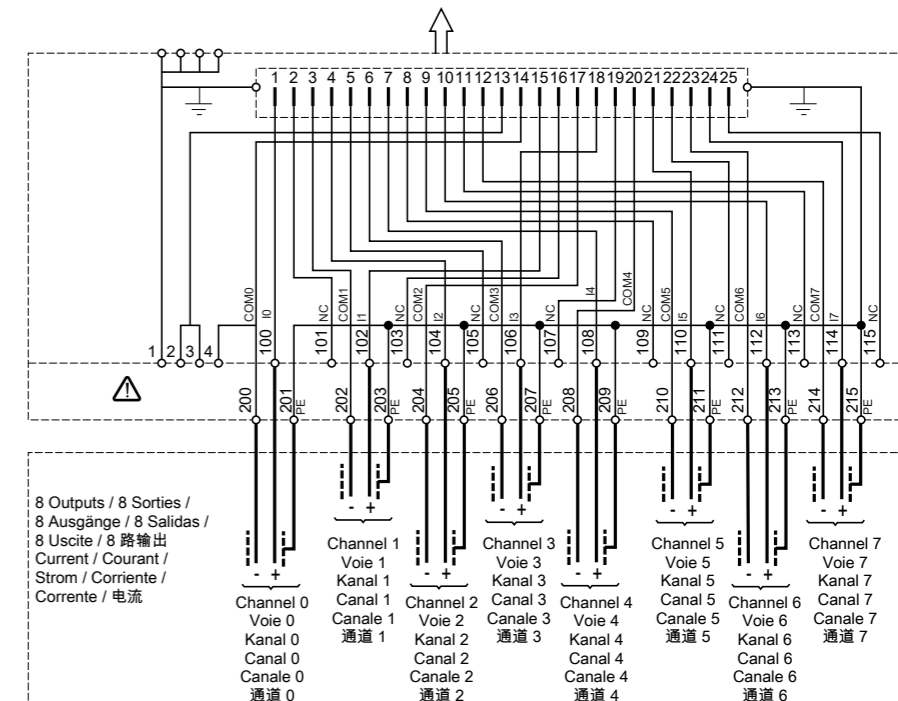 1 2 3 4 5 6 7 8 9 10 11 12 13 14 15 16 17 18 19 20 21 22 23 24 25
COM0 I0 NC COM1 I1 NC COM2 I2 NC COM3 I3 NC I4 COM4 NC COM5 I5 NC COM6 I6 NC COM7 I7 NC
1 2 3 4 100 101 102 103 104 105 106 107 108 109 110 111 112 113 114 115
200 201 202 203 204 205 206 207 208 209 210 211 212 213 214 215
PE PE PE PE PE PE PE PE
8 Outputs / 8 Sorties /
8 Ausgänge / 8 Salidas /
8 Uscite / 8 路输出
Current / Courant /
Strom / Corriente /
Corrente / 电流
- +
Channel 0
Voie 0
Kanal 0
Canal 0
Canale 0
通道 0
- +
Channel 1
Voie 1
Kanal 1
Canal 1
Canale 1
通道 1
- +
Channel 2
Voie 2
Kanal 2
Canal 2
Canale 2
通道 2
- +
Channel 3
Voie 3
Kanal 3
Canal 3
Canale 3
通道 3
- +
Channel 4
Voie 4
Kanal 4
Canal 4
Canale 4
通道 4
- +
Channel 5
Voie 5
Kanal 5
Canal 5
Canale 5
通道 5
- +
Channel 6
Voie 6
Kanal 6
Canal 6
Canale 6
通道 6
- +
Channel 7
Voie 7
Kanal 7
Canal 7
Canale 7
通道 7